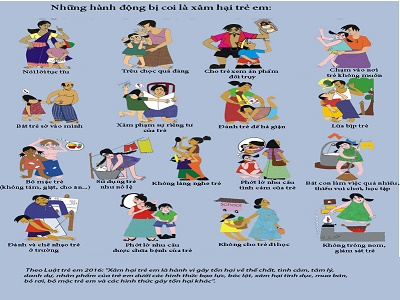 Những hành động bị coi là xâm hại trẻ em:
Nói lời tục tĩu
Trêu chọc quá đáng
Cho trẻ xem ấn phẩm
đồi trụy
Chạm vào nơi
trẻ không muốn
Bắt trẻ sờ vào mình
Xâm phạm sự riêng tư
của trẻ
Đánh trẻ để hả giận
Lừa bịp trẻ
Bỏ mặc trẻ
(không tắm, giặt, cho ăn...)
Sử dụng trẻ
như nô lệ
Không lắng nghe trẻ
Phớt lờ nhu cầu
tình cảm của trẻ
Bắt con làm việc quá nhiều,
thiếu vui chơi, học tập
Đánh và chế nhạo trẻ
ở trường
Phớt lờ nhu cầu
được chữa bệnh của trẻ
SCHOOL
Không cho trẻ đi học
Không trông nom,
giám sát trẻ
Theo Luật trẻ em 2016: "Xâm hại trẻ em là hành vi gây tổn hại về thể chất, tình cảm, tâm lý,
danh dự, nhân phẩm của trẻ em dưới các hình thức bạo lực, bóc lột, xâm hại tình dục, mua bán,
bỏ rơi, bỏ mặc trẻ em và các hình thức gây tổn hại khác".